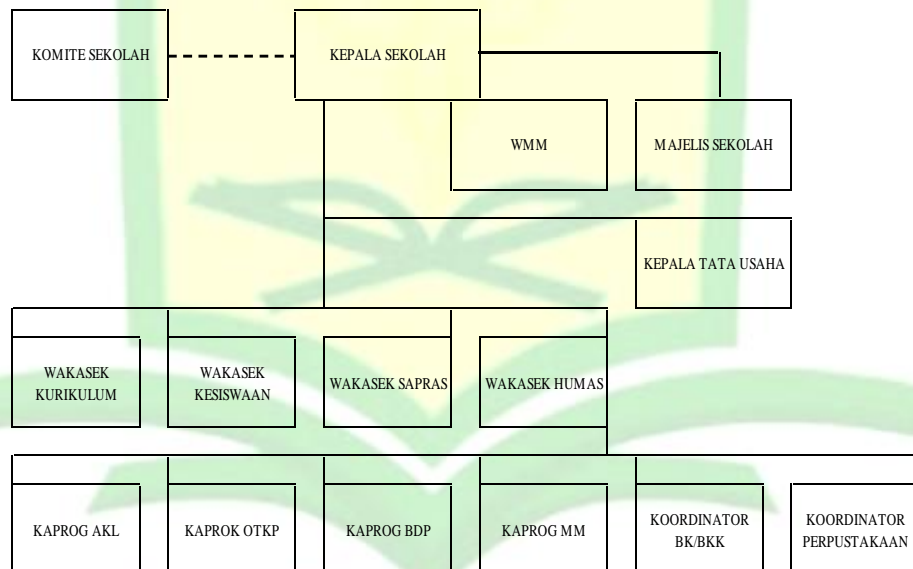 KOMITE SEKOLAH
KEPALA SEKOLAH
WMM
MAJELIS SEKOLAH
KEPALA TATA USAHA
WAKASEK
KURIKULUM
WAKASEK
KESISWAAN
WAKASEK SAPRAS
WAKASEK HUMAS
KAPROG AKL
KAPROK OTKP
KAPROG BDP
KAPROG MM
KOORDINATOR
BK/BKK
KOORDINATOR
PERPUSTAKAAN